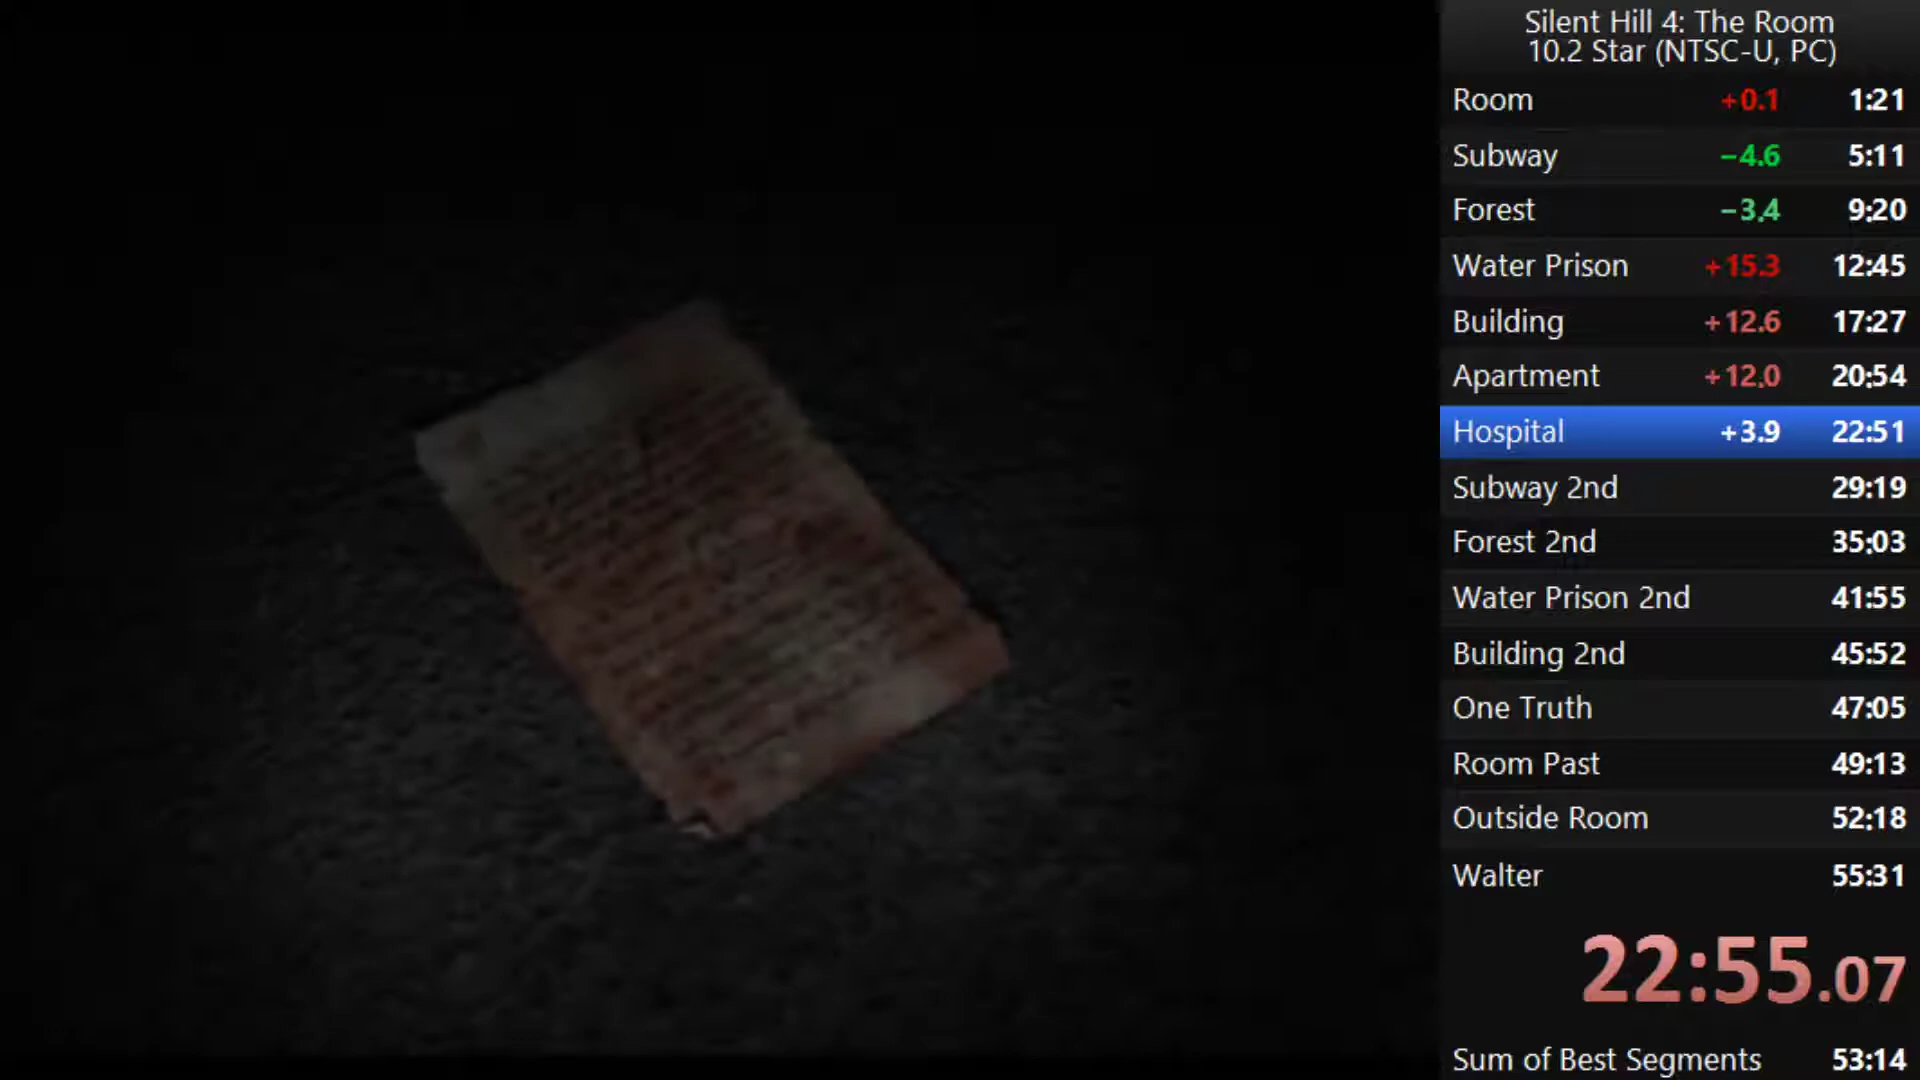 Silent Hill 4: The Room
10.2 Star (NTSC-U, PC)
Room +0.1 1:21
Subway −4.6 5:11
Forest −3.4 9:20
Water Prison +15.3 12:45
Building +12.6 17:27
Apartment +12.0 20:54
Hospital +3.9 22:51
Subway 2nd 29:19
Forest 2nd 35:03
Water Prison 2nd 41:55
Building 2nd 45:52
One Truth 47:05
Room Past 49:13
Outside Room 52:18
Walter 55:31
22:55.07
Sum of Best Segments 53:14